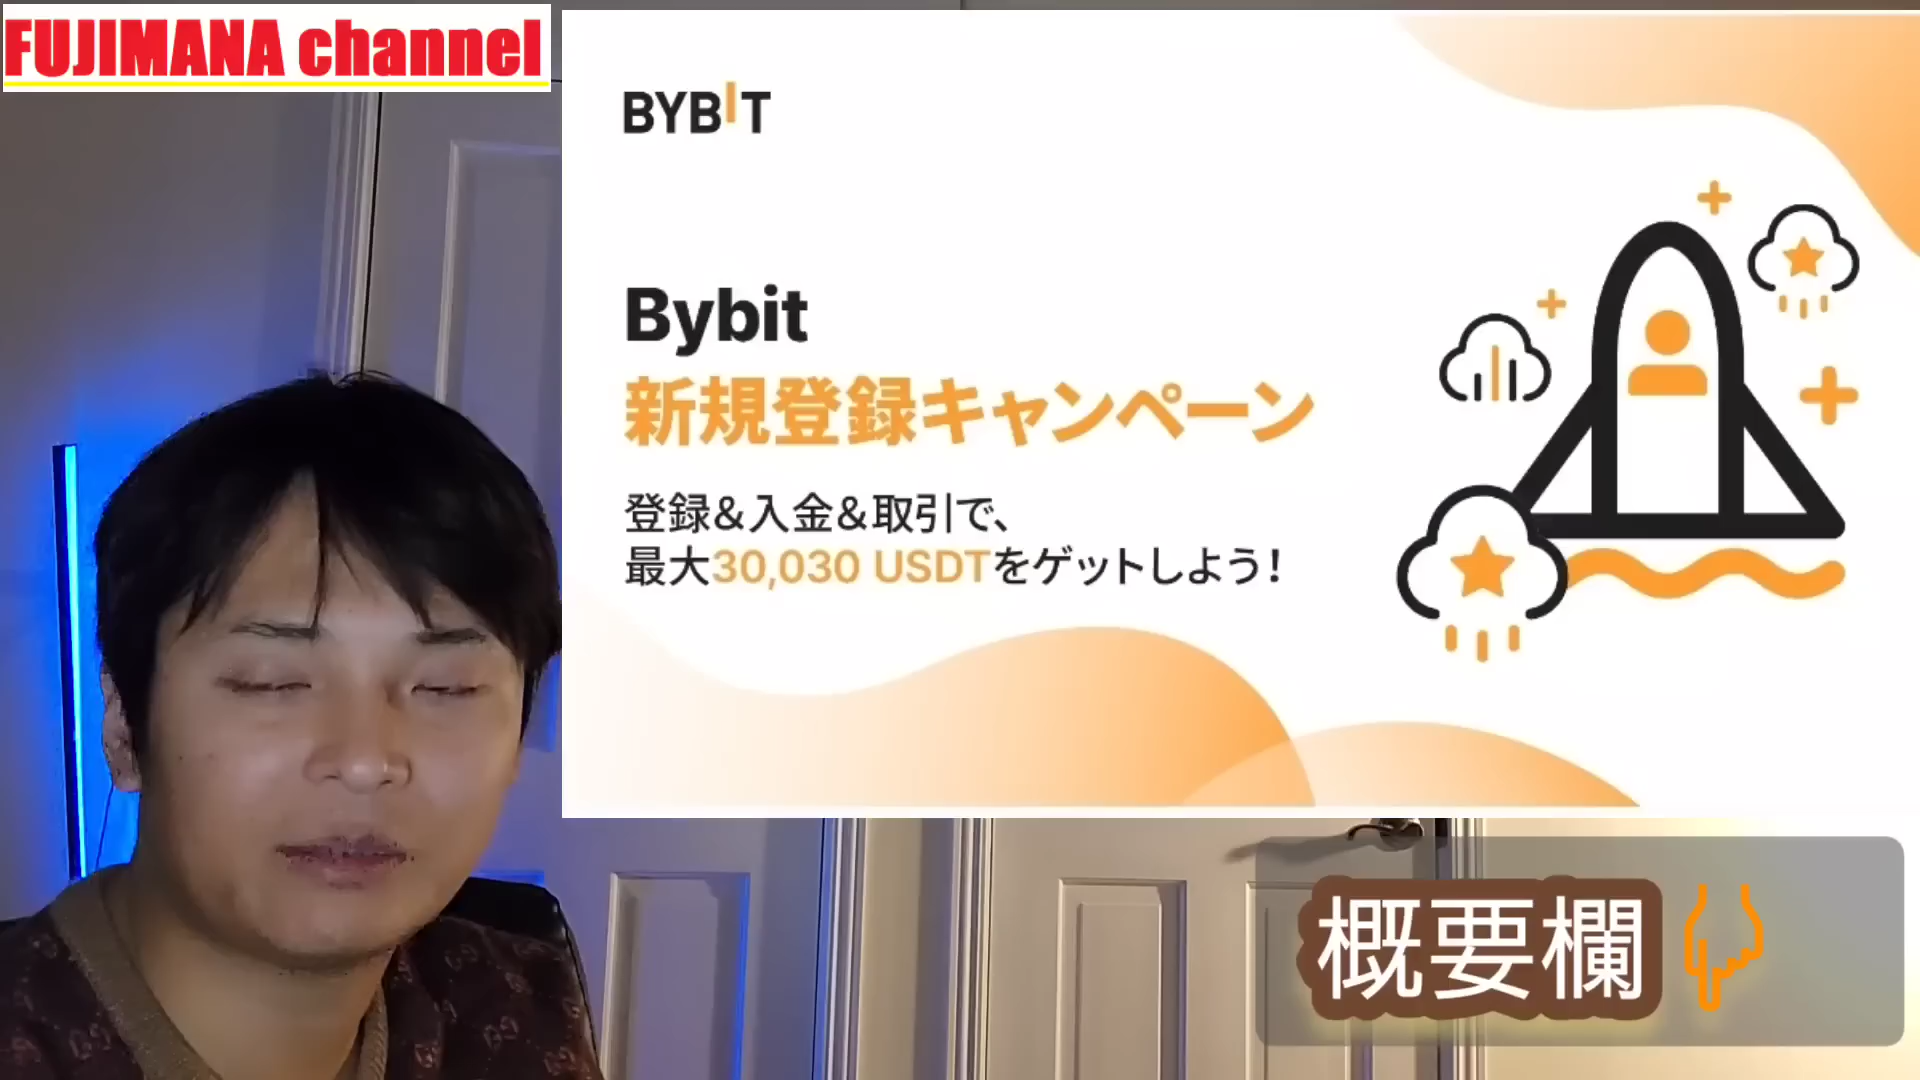 FUJIMANA channel
BYBIT
Bybit
新規登録キャンペーン
登録&入金&取引で、
最大30,030 USDTをゲットしよう!
概要欄